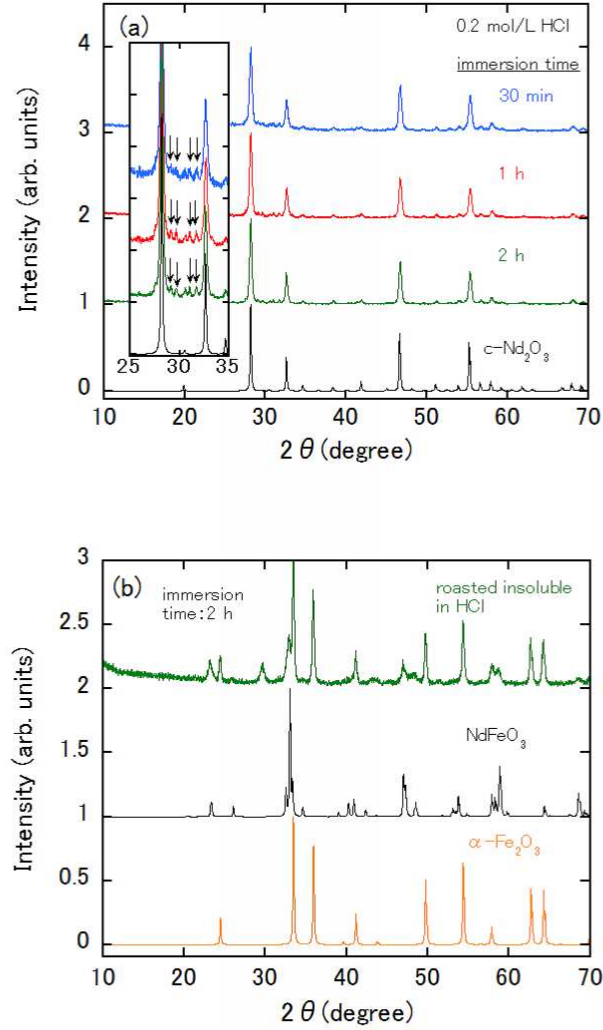 (a)
0.2 mol/L HCl
immersion time
30 min
1 h
2 h
c-Nd₂O₃
4
3
2
1
0
25 30 35
10 20 30 40 50 60 70
Intensity (arb. units)
2 θ (degree)
(b)
immersion
time:2 h
roasted insoluble
in HCl
NdFeO₃
α-Fe₂O₃
3
2.5
2
1.5
1
0.5
0
10 20 30 40 50 60 70
Intensity (arb. units)
2 θ (degree)